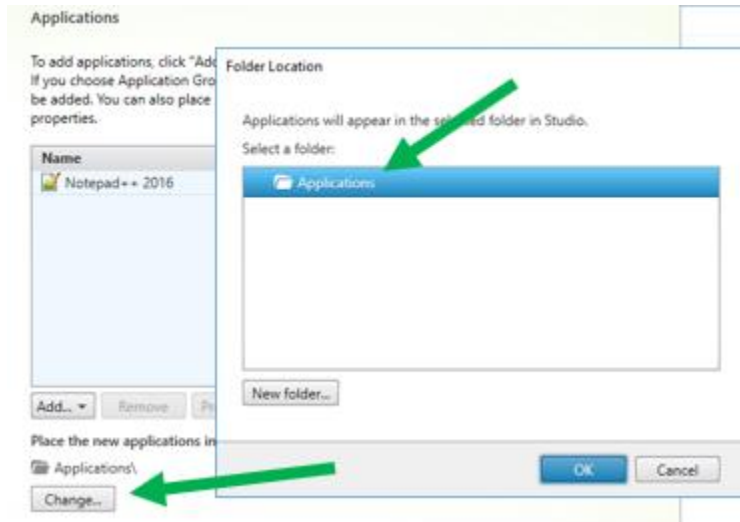 Applications
To add applications, click "Add
If you choose Application Gro
be added. You can also place
properties.
Name
Notepad++ 2016
Add...
Remove
Place the new applications in
Applications\
Change...
Folder Location
Applications will appear in the selected folder in Studio.
Select a folder:
Applications
New folder...
OK
Cancel